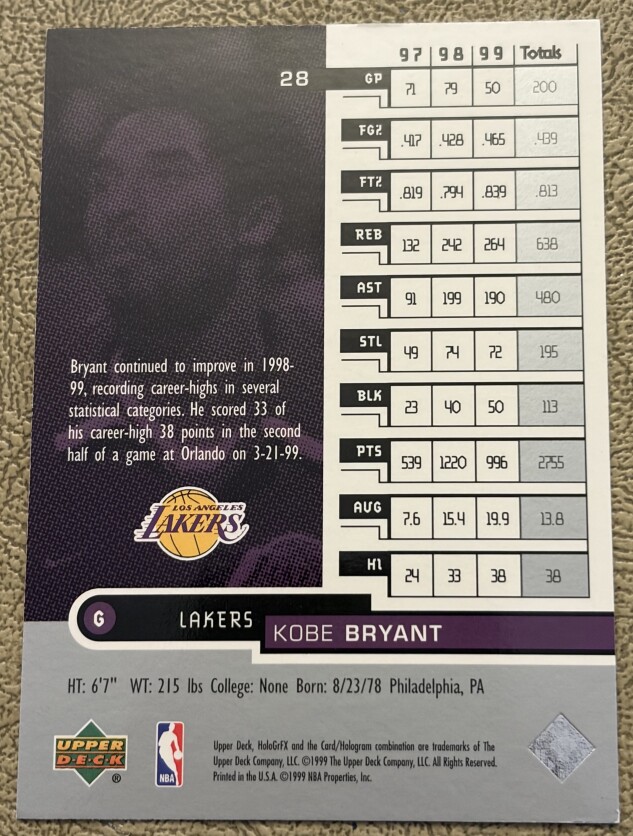 97 | 98 | 99 | Totals
28
GP 71 79 50 200
FG% .417 .428 .465 .439
FT% .819 .794 .839 .813
REB 132 242 264 638
AST 91 199 190 480
STL 49 74 72 195
BLK 23 40 50 113
PTS 539 1220 996 2755
AVG 7.6 15.4 19.9 13.8
HI 24 33 38 38
Bryant continued to improve in 1998-
99, recording career-highs in several
statistical categories. He scored 33 of
his career-high 38 points in the second
half of a game at Orlando on 3-21-99.
LOS ANGELES
LAKERS
G LAKERS
KOBE BRYANT
HT: 6'7" WT: 215 lbs College: None Born: 8/23/78 Philadelphia, PA
UPPER
DECK ®
NBA
Upper Deck, HoloGrFX and the Card/Hologram combination are trademarks of The
Upper Deck Company, LLC. ©1999 The Upper Deck Company, LLC. All Rights Reserved.
Printed in the U.S.A. ©1999 NBA Properties, Inc.